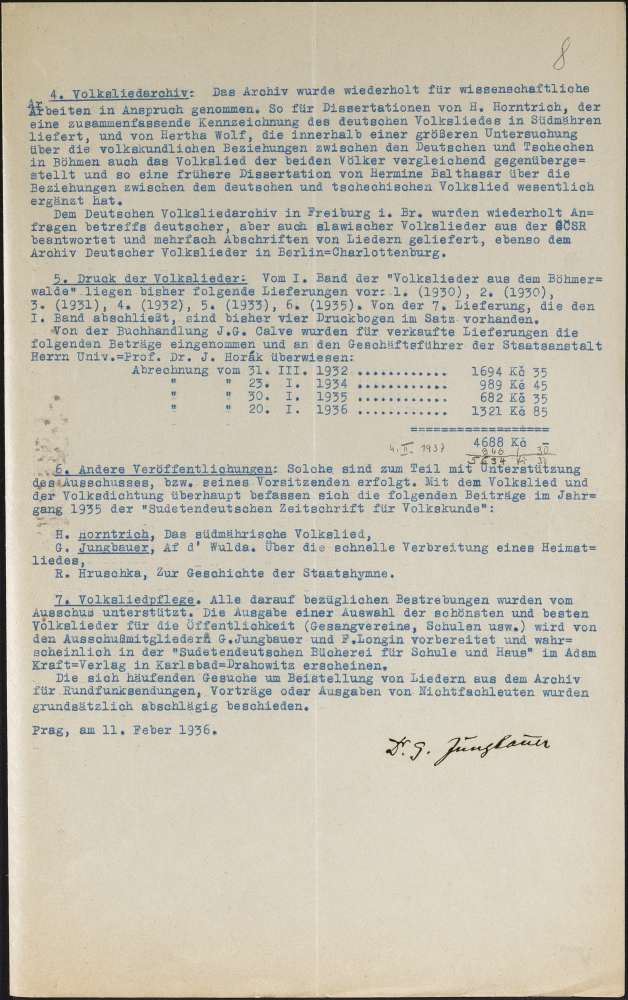 8
4. Volksliedarchiv: Das Archiv wurde wiederholt für wissenschaftliche
Arbeiten in Anspruch genommen. So für Dissertationen von H. Horntrich, der
eine zusammenfassende Kennzeichnung des deutschen Volksliedes in Südmähren
liefert, und von Hertha Wolf, die innerhalb einer größeren Untersuchung
über die volkskundlichen Beziehungen zwischen den Deutschen und Tschechen
in Böhmen auch das Volkslied der beiden Völker vergleichend gegenüberge=
stellt und so eine frühere Dissertation von Hermine Balthasar über die
Beziehungen zwischen dem deutschen und tschechischen Volkslied wesentlich
ergänzt hat.
Dem Deutschen Volksliedarchiv in Freiburg i. Br. wurden wiederholt An=
fragen betreffs deutscher, aber auch slawischer Volkslieder aus der ČSR
beantwortet und mehrfach Abschriften von Liedern geliefert, ebenso dem
Archiv Deutscher Volkslieder in Berlin=Charlottenburg.
5. Druck der Volkslieder: Vom I. Band der "Volkslieder aus dem Böhmer=
walde" liegen bisher folgende Lieferungen vor: 1. (1930), 2. (1930),
3. (1931), 4. (1932), 5. (1933), 6. (1935). Von der 7. Lieferung, die den
I. Band abschließt, sind bisher vier Druckbogen im Satz vorhanden.
Von der Buchhandlung J.G. Calve wurden für verkaufte Lieferungen die
folgenden Beträge eingenommen und an den Geschäftsführer der Staatsanstalt
Herrn Univ.=Prof. Dr. J. Horák überwiesen:
Abrechnung vom 31. III. 1932 ............ 1694 Kč 35
" " 23. I. 1934 ............ 989 Kč 45
" " 30. I. 1935 ............ 682 Kč 35
" " 20. I. 1936 ............ 1321 Kč 85
==================
4688 Kč
4. II. 1937
6. Andere Veröffentlichungen: Solche sind zum Teil mit Unterstützung
des Ausschusses, bzw. seines Vorsitzenden erfolgt. Mit dem Volkslied und
der Volksdichtung überhaupt befassen sich die folgenden Beiträge im Jahr=
gang 1935 der "Sudetendeutschen Zeitschrift für Volkskunde":
H. Horntrich, Das südmährische Volkslied,
G. Jungbauer, Af d' Wulda. Über die schnelle Verbreitung eines Heimat=
liedes,
R. Hruschka, Zur Geschichte der Staatshymne.
7. Volksliedpflege. Alle darauf bezüglichen Bestrebungen wurden vom
Ausschuß unterstützt. Die Ausgabe einer Auswahl der schönsten und besten
Volkslieder für die Öffentlichkeit (Gesangvereine, Schulen usw.) wird von
den Ausschußmitgliedern G.Jungbauer und F.Longin vorbereitet und wahr=
scheinlich in der "Sudetendeutschen Bücherei für Schule und Haus" im Adam
Kraft=Verlag in Karlsbad=Drahowitz erscheinen.
Die sich häufenden Gesuche um Beistellung von Liedern aus dem Archiv
für Rundfunksendungen, Vorträge oder Ausgaben von Nichtfachleuten wurden
grundsätzlich abschlägig beschieden.
Prag, am 11. Feber 1936.
Dr. G. Jungbauer